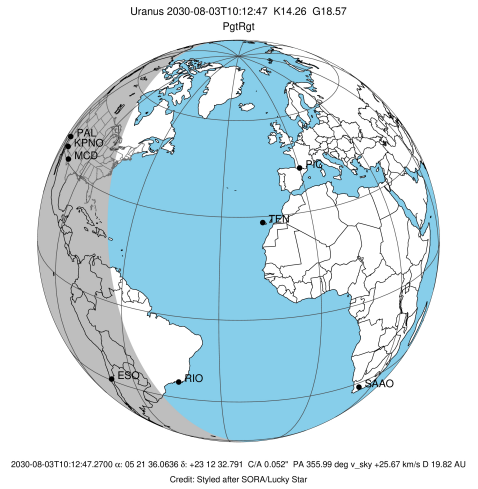 Uranus 2030-08-03T10:12:47 K14.26 G18.57
PgtRgt
PAL
KPNO
MCD
PIC
TEN
ESO
RIO
SAAO
2030-08-03T10:12:47.2700 α: 05 21 36.0636 δ: +23 12 32.791 C/A 0.052" PA 355.99 deg v_sky +25.67 km/s D 19.82 AU
Credit: Styled after SORA/Lucky Star